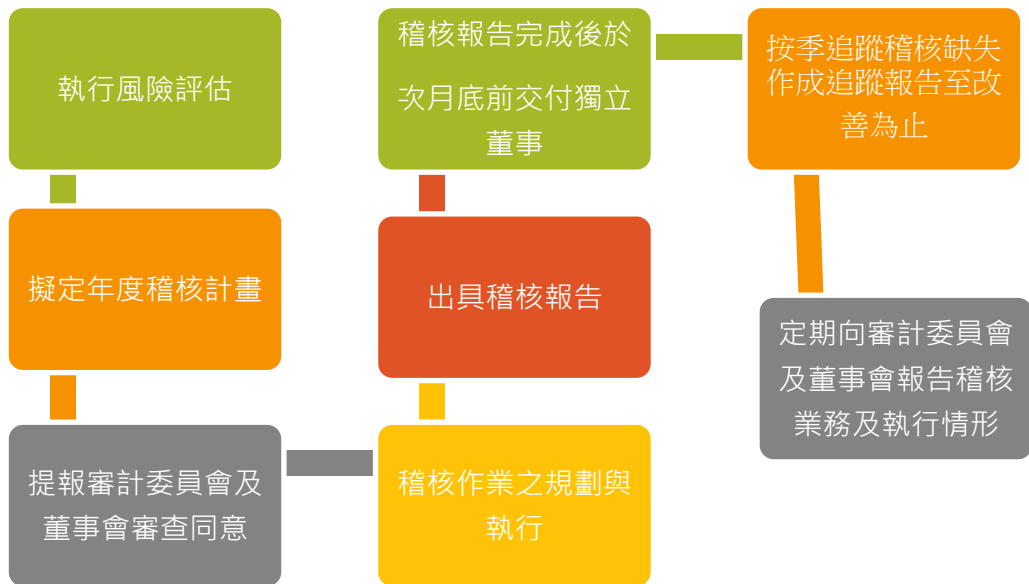 執行風險評估
擬定年度稽核計畫
提報審計委員會及
董事會審查同意
稽核作業之規劃與
執行
出具稽核報告
稽核報告完成後於
次月底前交付獨立
董事
按季追蹤稽核缺失
作成追蹤報告至改
善為止
定期向審計委員會
及董事會報告稽核
業務及執行情形